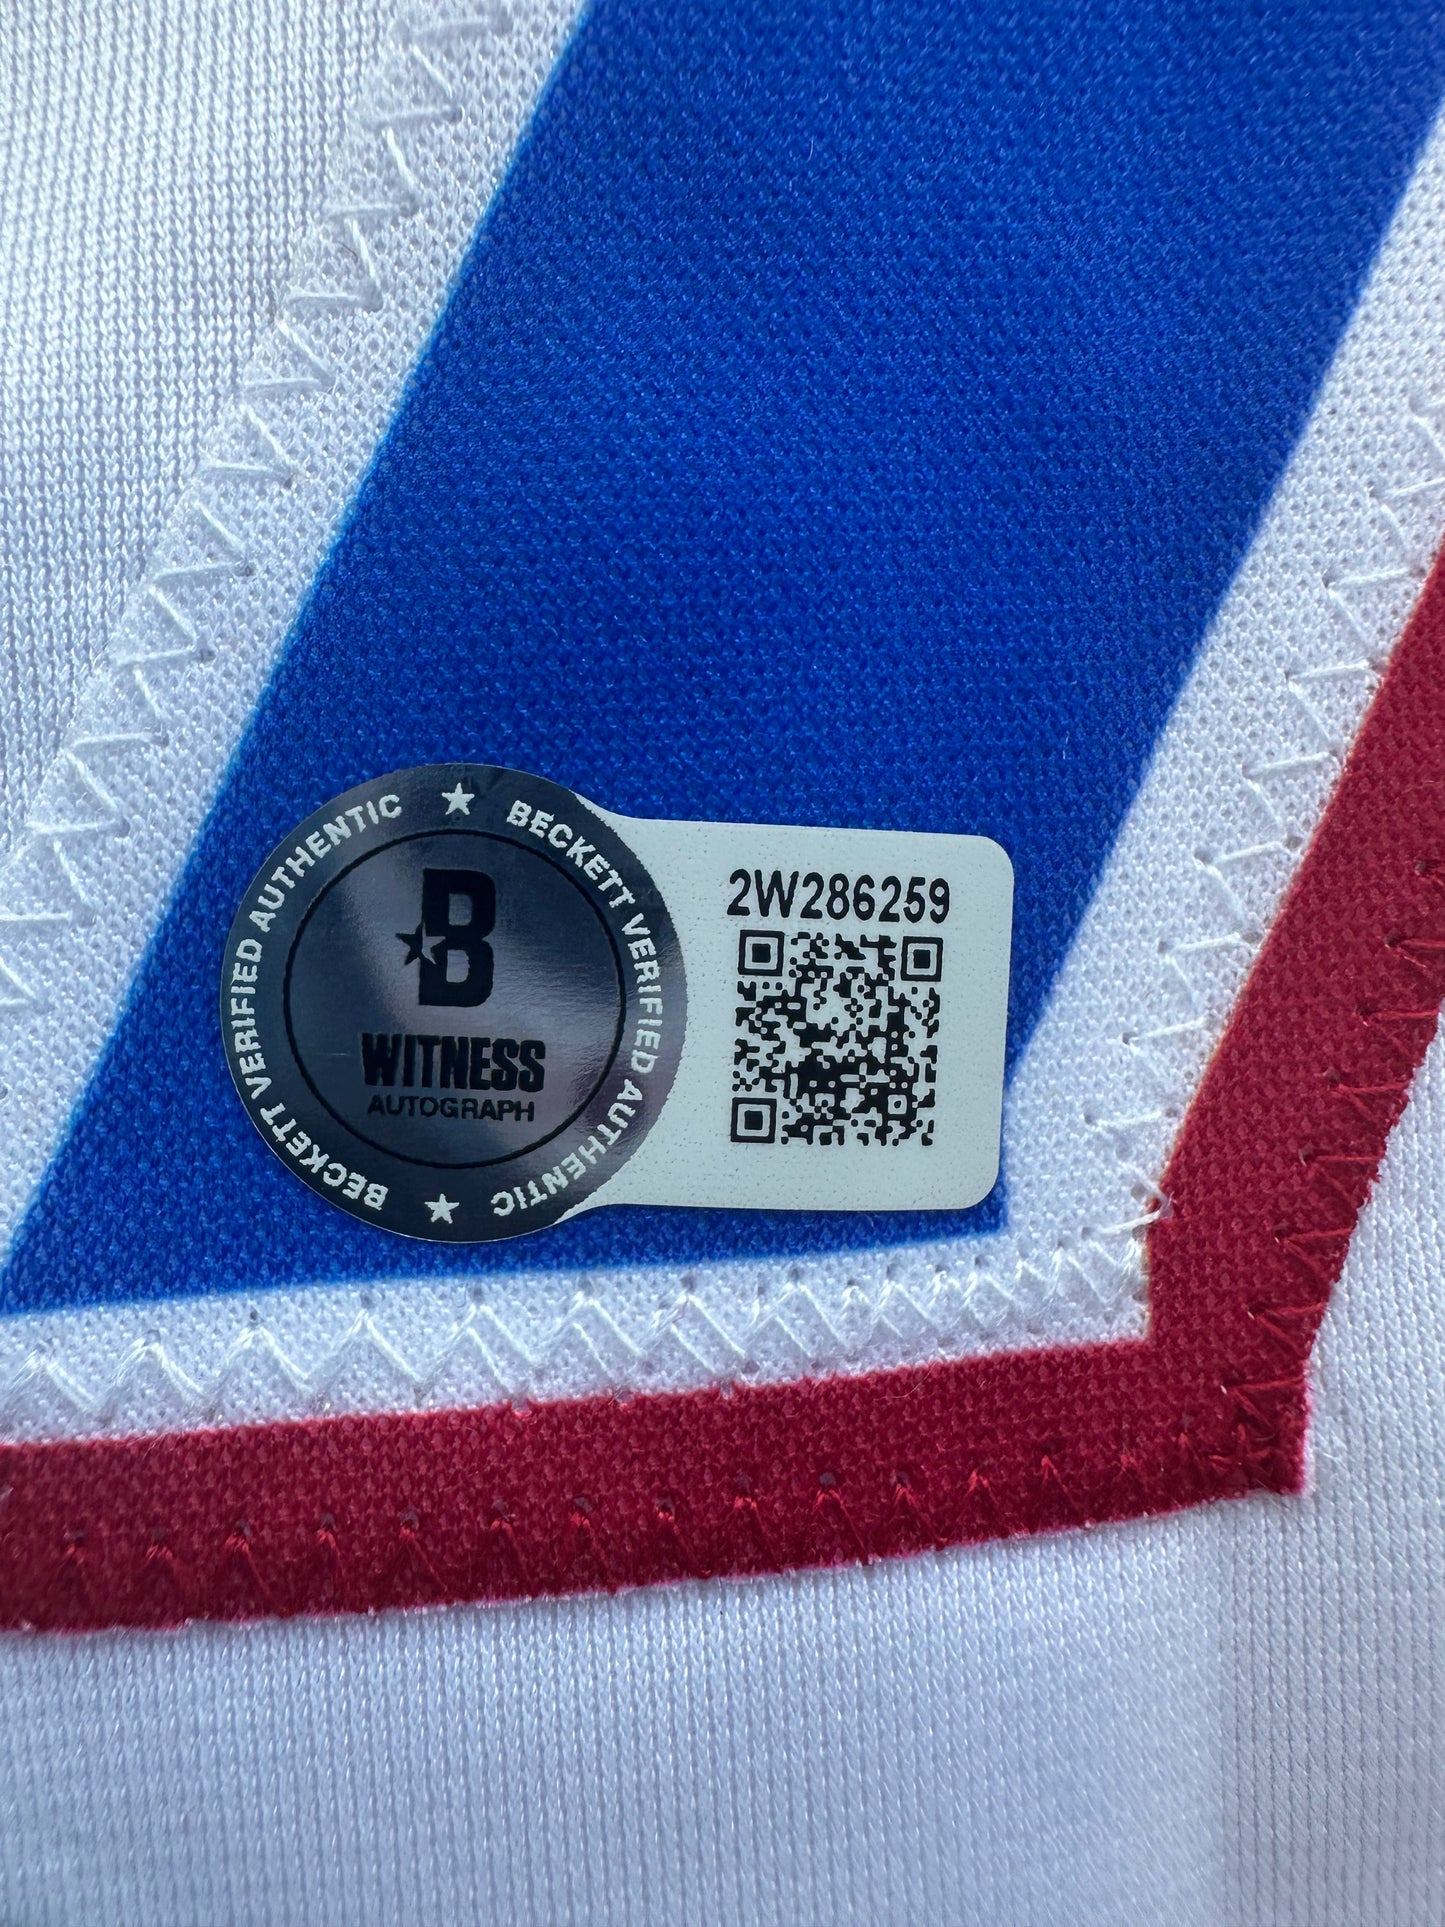 BECKETT VERIFIED AUTHENTIC ★ BECKETT VERIFIED AUTHENTIC ★
B
WITNESS
AUTOGRAPH
2W286259